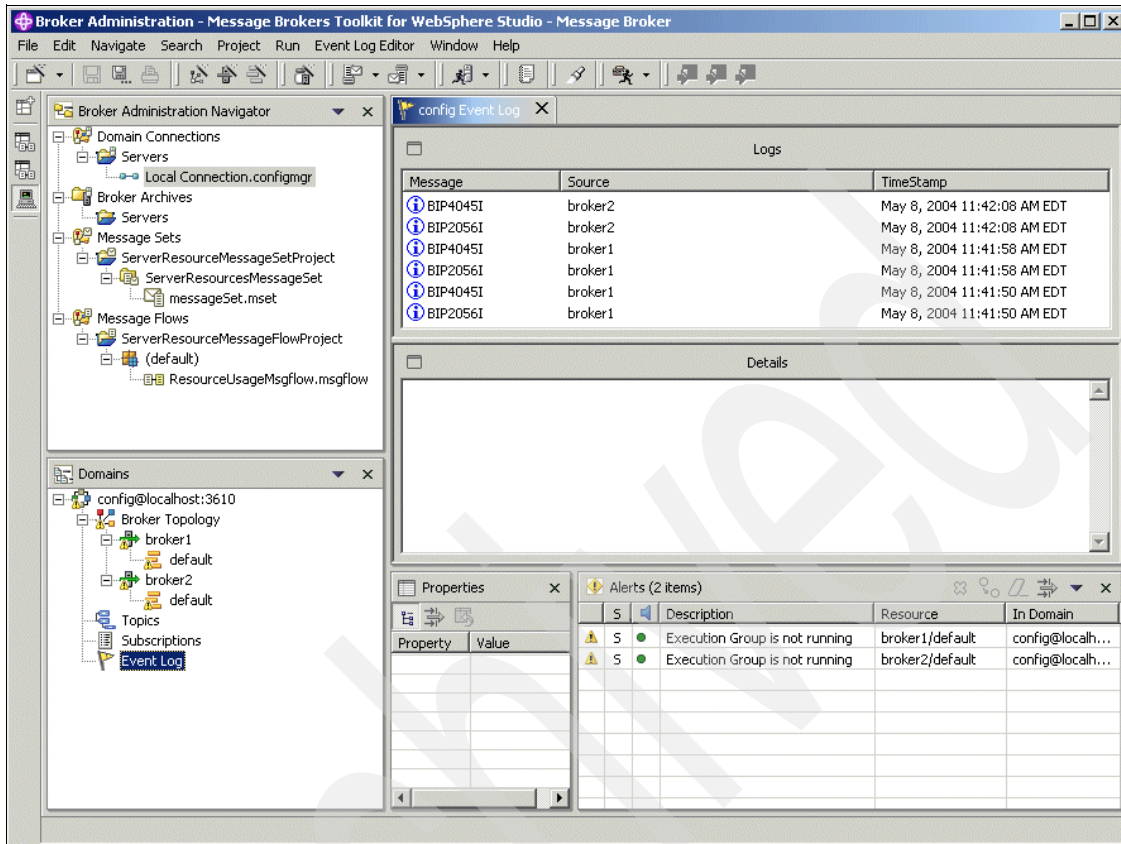 Broker Administration - Message Brokers Toolkit for WebSphere Studio - Message Broker
File Edit Navigate Search Project Run Event Log Editor Window Help
Broker Administration Navigator
Domain Connections
Servers
Local Connection.configmgr
Broker Archives
Servers
Message Sets
ServerResourceMessageSetProject
ServerResourcesMessageSet
messageSet.mset
Message Flows
ServerResourceMessageFlowProject
(default)
ResourceUsageMsgflow.msgflow
Domains
config@localhost:3610
Broker Topology
broker1
default
broker2
default
Topics
Subscriptions
Event Log
config Event Log
Logs
Message Source TimeStamp
BIP4045I broker2 May 8, 2004 11:42:08 AM EDT
BIP2056I broker2 May 8, 2004 11:42:08 AM EDT
BIP4045I broker1 May 8, 2004 11:41:58 AM EDT
BIP2056I broker1 May 8, 2004 11:41:58 AM EDT
BIP4045I broker1 May 8, 2004 11:41:50 AM EDT
BIP2056I broker1 May 8, 2004 11:41:50 AM EDT
Details
Properties
Property Value
Alerts (2 items)
S Description Resource In Domain
S Execution Group is not running broker1/default config@localh...
S Execution Group is not running broker2/default config@localh...